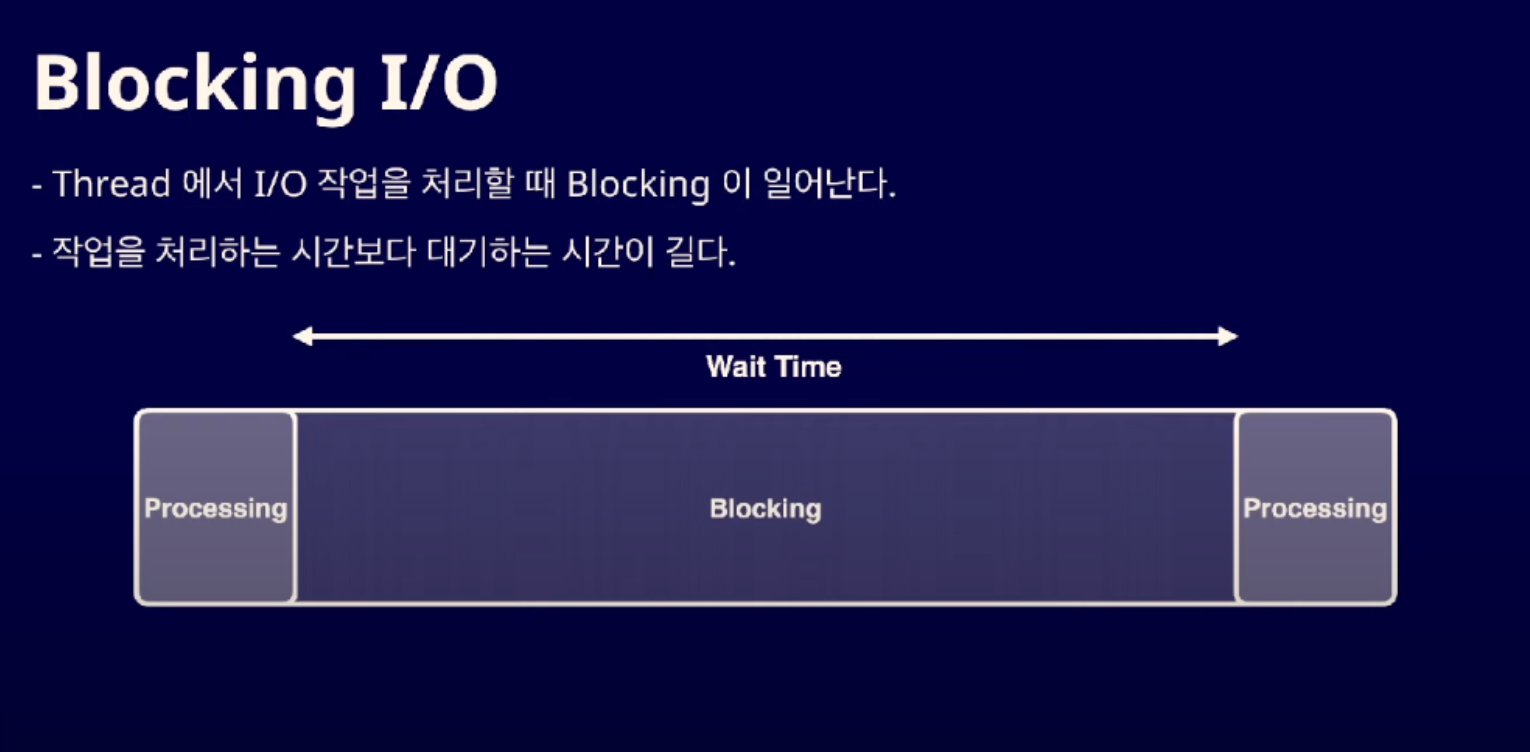 Blocking I/O
- Thread 에서 I/O 작업을 처리할 때 Blocking 이 일어난다.
- 작업을 처리하는 시간보다 대기하는 시간이 길다.
Wait Time
Processing
Blocking
Processing